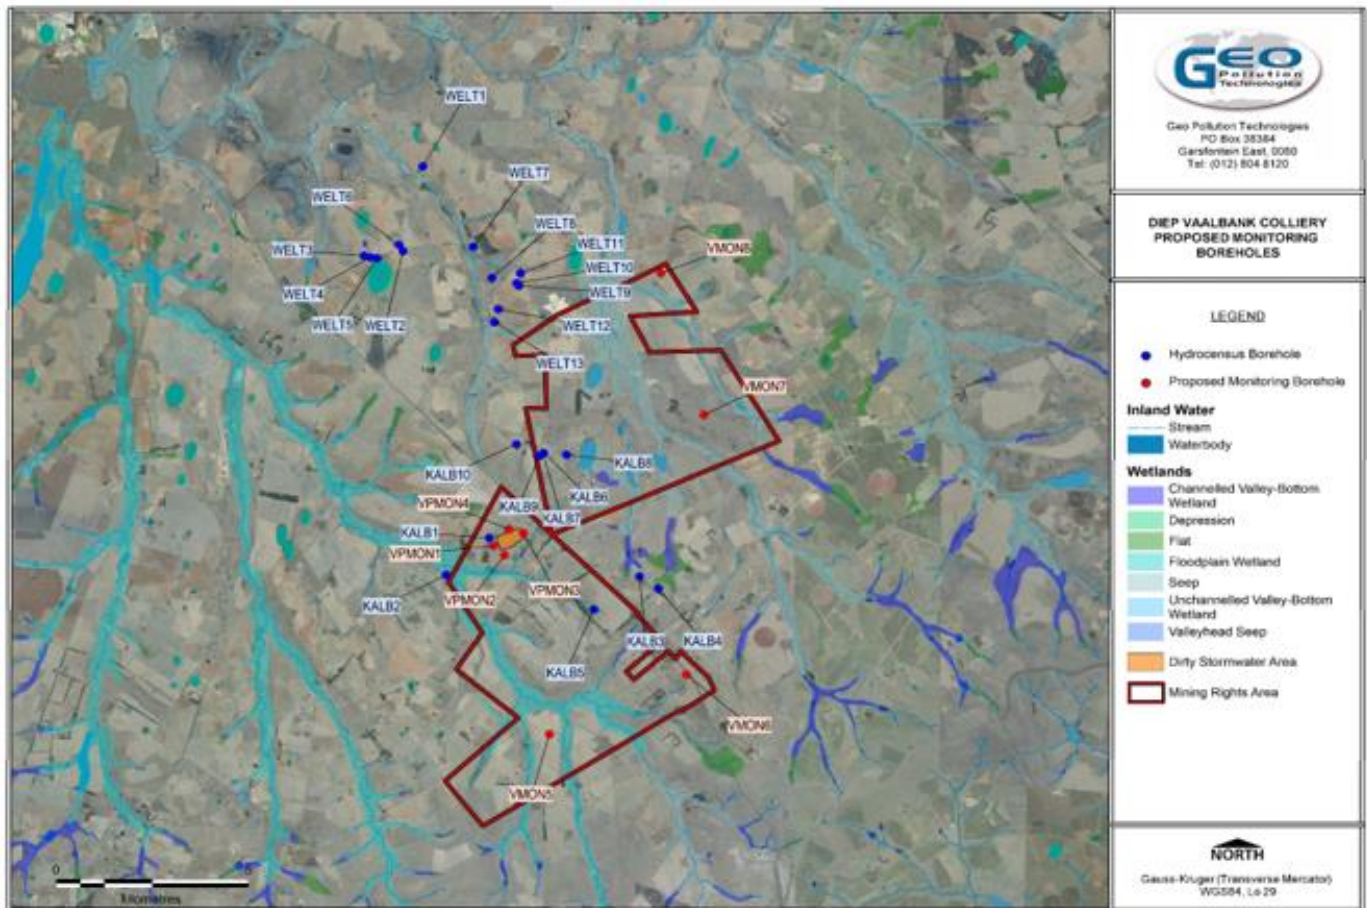 WELT1
WELT7
WELT6
WELT8
WELT11
WELT3
WELT10
VMON8
WELT9
WELT4
WELT5
WELT2
WELT12
WELT13
VMON7
KALB10
KALB8
KALB6
VPMON4
KALB9
KALB7
KALB1
VPMON1
VPMON2
VPMON3
KALB2
KALB3
KALB4
KALB5
VMON6
VMON5
0
Kilometres
GEO
Pollution
Technologies
Geo Pollution Technologies
PO Box 38384
Garsfontein East, 0060
Tel: (012) 804 8120
DIEP VAALBANK COLLIERY
PROPOSED MONITORING
BOREHOLES
LEGEND
Hydrocensus Borehole
Proposed Monitoring Borehole
Inland Water
Stream
Waterbody
Wetlands
Channelled Valley-Bottom
Wetland
Depression
Flat
Floodplain Wetland
Seep
Unchannelled Valley-Bottom
Wetland
Valleyhead Seep
Dirty Stormwater Area
Mining Rights Area
NORTH
Gauss-Kruger (Transverse Mercator)
WGS84, Lo 29